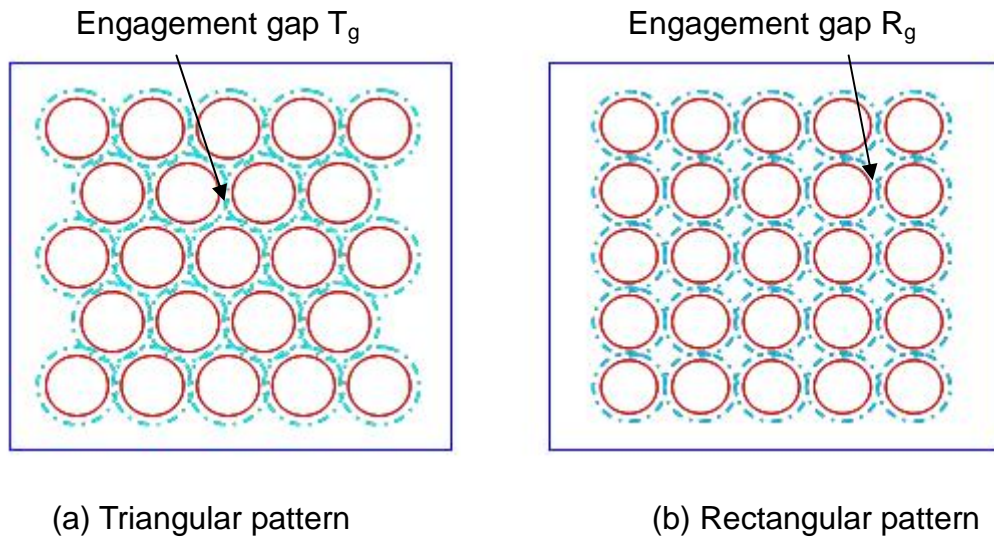 Engagement gap Tg
Engagement gap Rg
(a) Triangular pattern
(b) Rectangular pattern